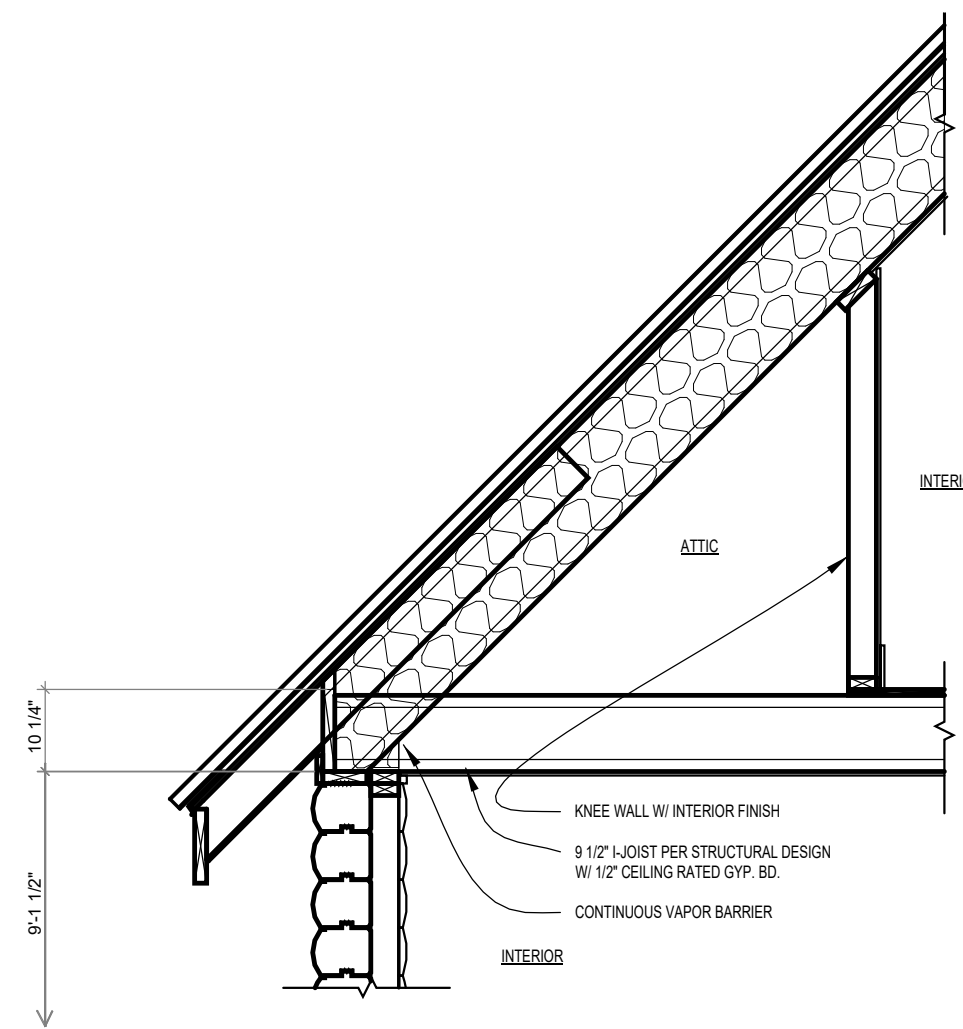 INTERI
ATTIC
10 1/4"
KNEE WALL W/ INTERIOR FINISH
9 1/2" I-JOIST PER STRUCTURAL DESIGN
W/ 1/2" CEILING RATED GYP. BD.
9'-1 1/2"
CONTINUOUS VAPOR BARRIER
INTERIOR